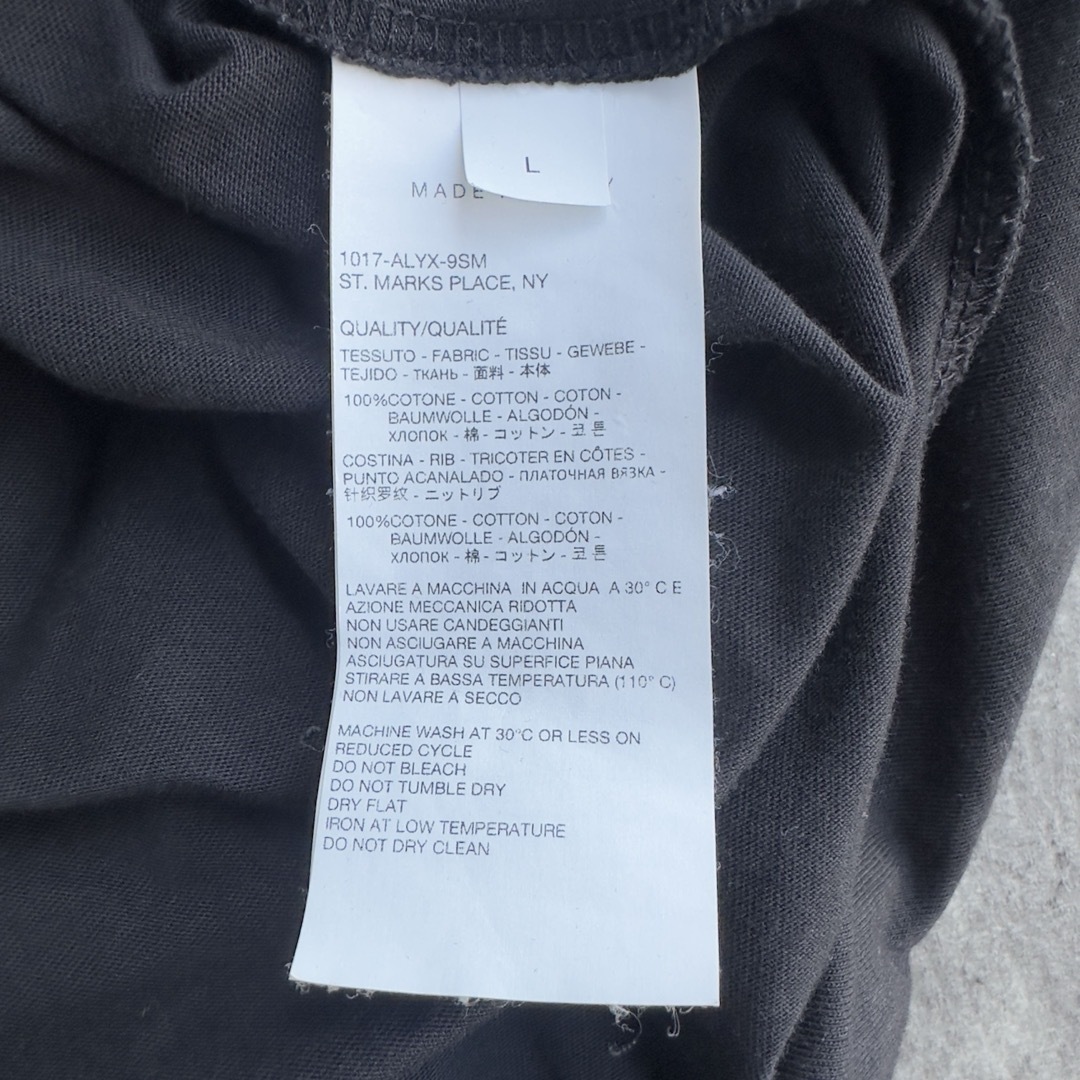 L
MADE
1017-ALYX-9SM
ST. MARKS PLACE, NY
QUALITY/QUALITÉ
TESSUTO - FABRIC - TISSU - GEWEBE -
TEJIDO - ТКАНЬ - 面料 - 本体
100%COTONE - COTTON - COTON -
BAUMWOLLE - ALGODÓN -
ХЛОПОК - 棉 - コットン - 코튼
COSTINA - RIB - TRICOTER EN CÔTES -
PUNTO ACANALADO - ПЛАТОЧНАЯ ВЯЗКА -
针织罗纹 - ニットリブ
100%COTONE - COTTON - COTON -
BAUMWOLLE - ALGODÓN -
ХЛОПОК - 棉 - コットン - 코튼
LAVARE A MACCHINA IN ACQUA A 30° C E
AZIONE MECCANICA RIDOTTA
NON USARE CANDEGGIANTI
NON ASCIUGARE A MACCHINA
ASCIUGATURA SU SUPERFICE PIANA
STIRARE A BASSA TEMPERATURA (110° C)
NON LAVARE A SECCO
MACHINE WASH AT 30°C OR LESS ON
REDUCED CYCLE
DO NOT BLEACH
DO NOT TUMBLE DRY
DRY FLAT
IRON AT LOW TEMPERATURE
DO NOT DRY CLEAN